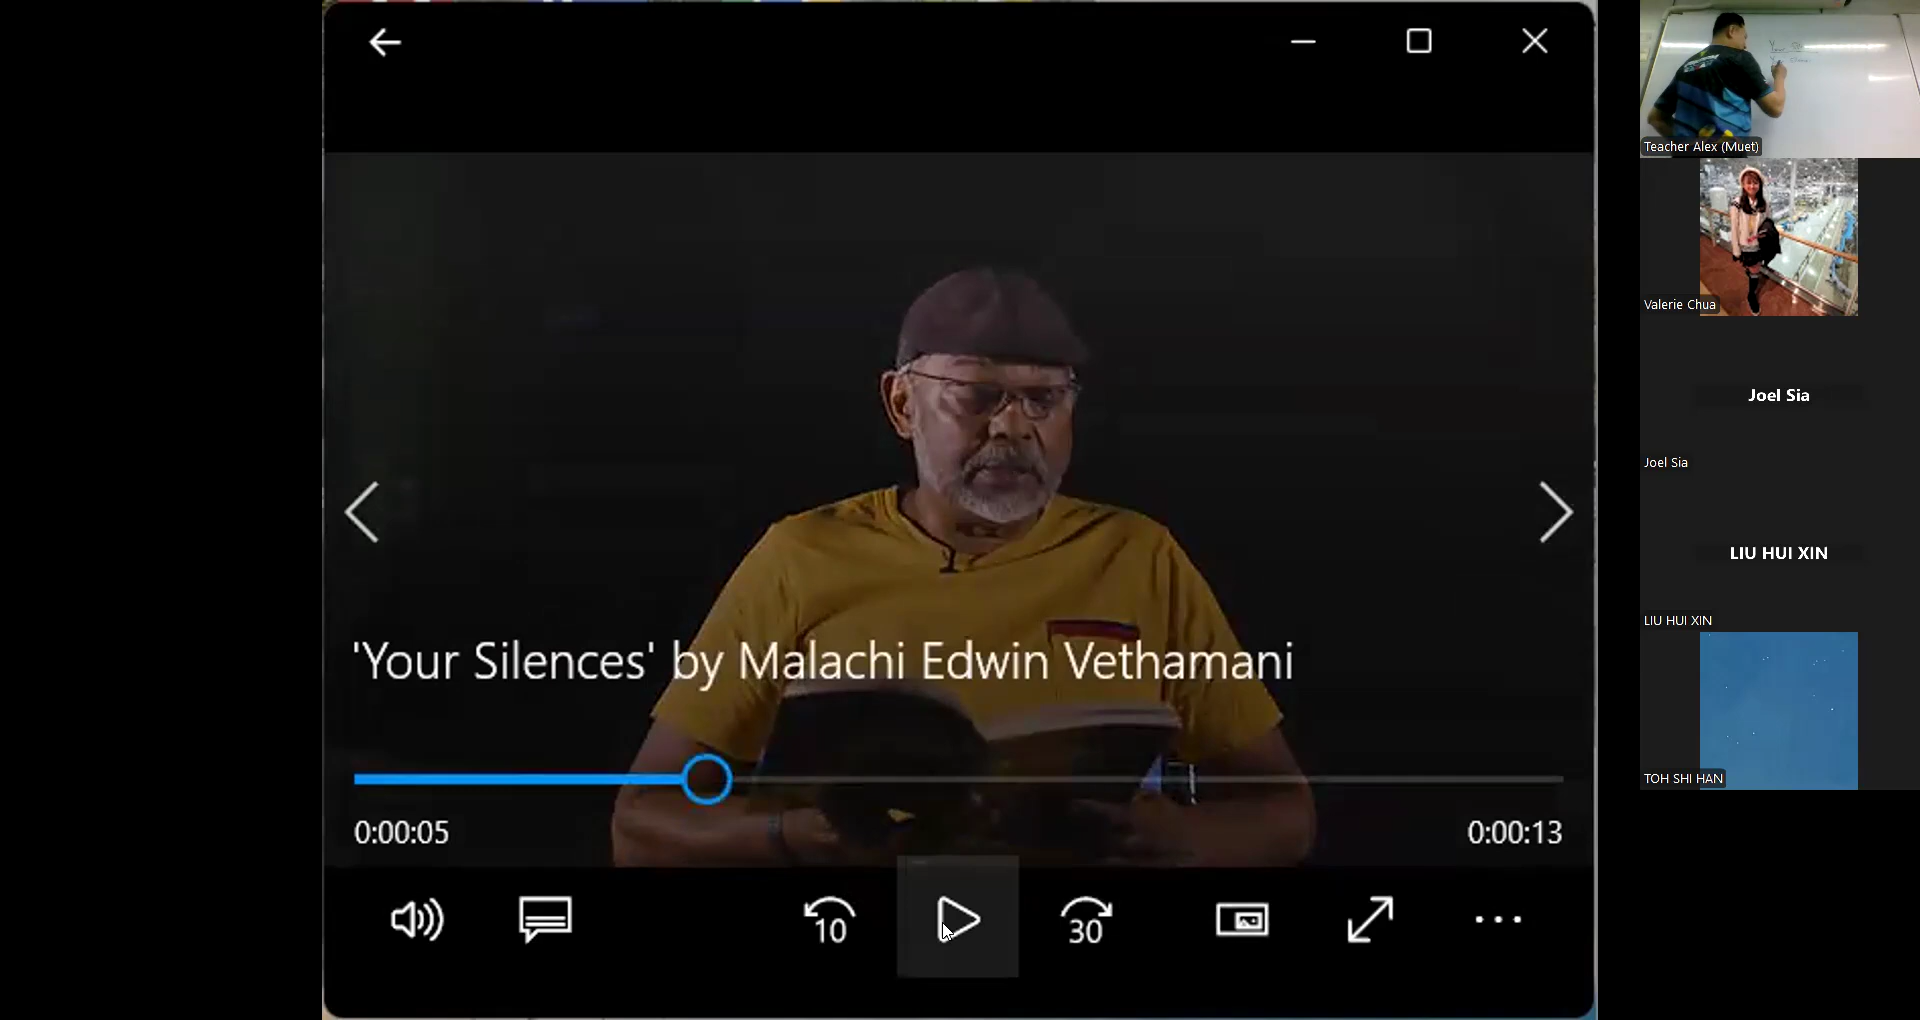 'Your Silences' by Malachi Edwin Vethamani
0:00:05
0:00:13
10
30
Teacher Alex (Muet)
Valerie Chua
Joel Sia
Joel Sia
LIU HUI XIN
LIU HUI XIN
TOH SHI HAN